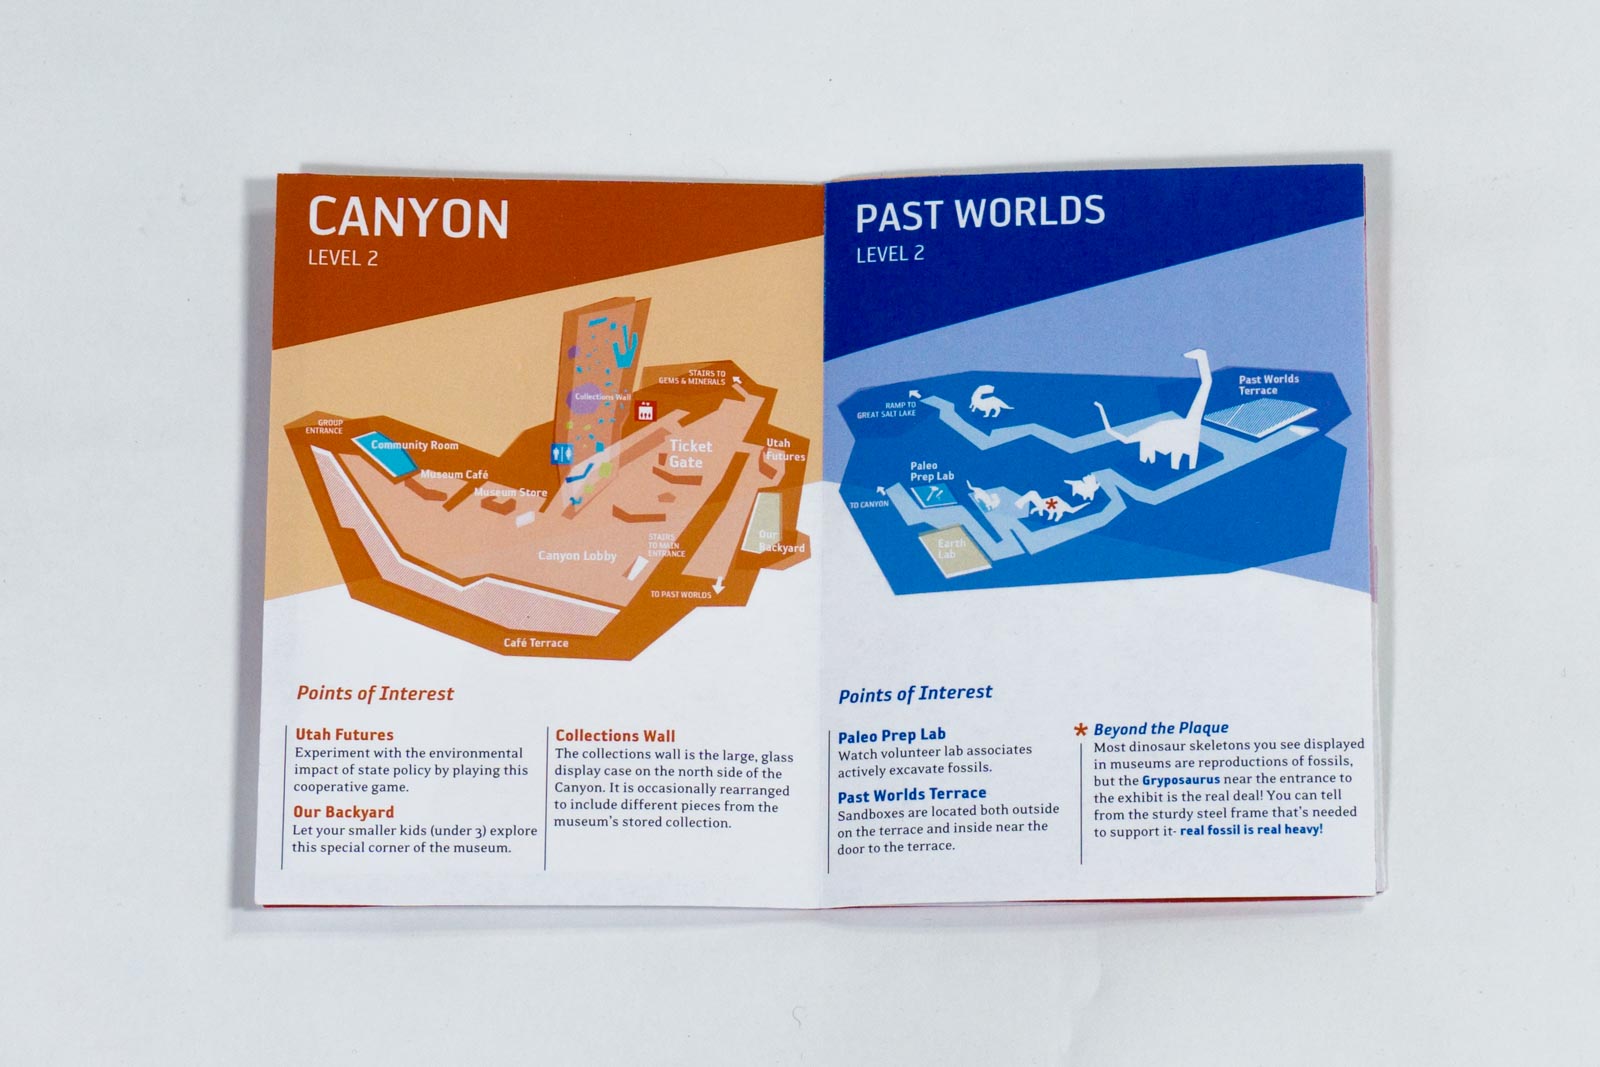 CANYON
LEVEL 2
STAIRS TO
GEMS & MINERALS
Collections Wall
GROUP
ENTRANCE
Community Room
Museum Café
Museum Store
Ticket
Gate
Utah
Futures
Our
Backyard
Canyon Lobby
STAIRS
TO MAIN
ENTRANCE
TO PAST WORLDS
Café Terrace
Points of Interest
Utah Futures
Experiment with the environmental
impact of state policy by playing this
cooperative game.
Our Backyard
Let your smaller kids (under 3) explore
this special corner of the museum.
Collections Wall
The collections wall is the large, glass
display case on the north side of the
Canyon. It is occasionally rearranged
to include different pieces from the
museum's stored collection.
PAST WORLDS
LEVEL 2
RAMP TO
GREAT SALT LAKE
Past Worlds
Terrace
Paleo
Prep Lab
TO CANYON
Earth
Lab
*
Points of Interest
Paleo Prep Lab
Watch volunteer lab associates
actively excavate fossils.
Past Worlds Terrace
Sandboxes are located both outside
on the terrace and inside near the
door to the terrace.
* Beyond the Plaque
Most dinosaur skeletons you see displayed
in museums are reproductions of fossils,
but the Gryposaurus near the entrance to
the exhibit is the real deal! You can tell
from the sturdy steel frame that's needed
to support it- real fossil is real heavy!